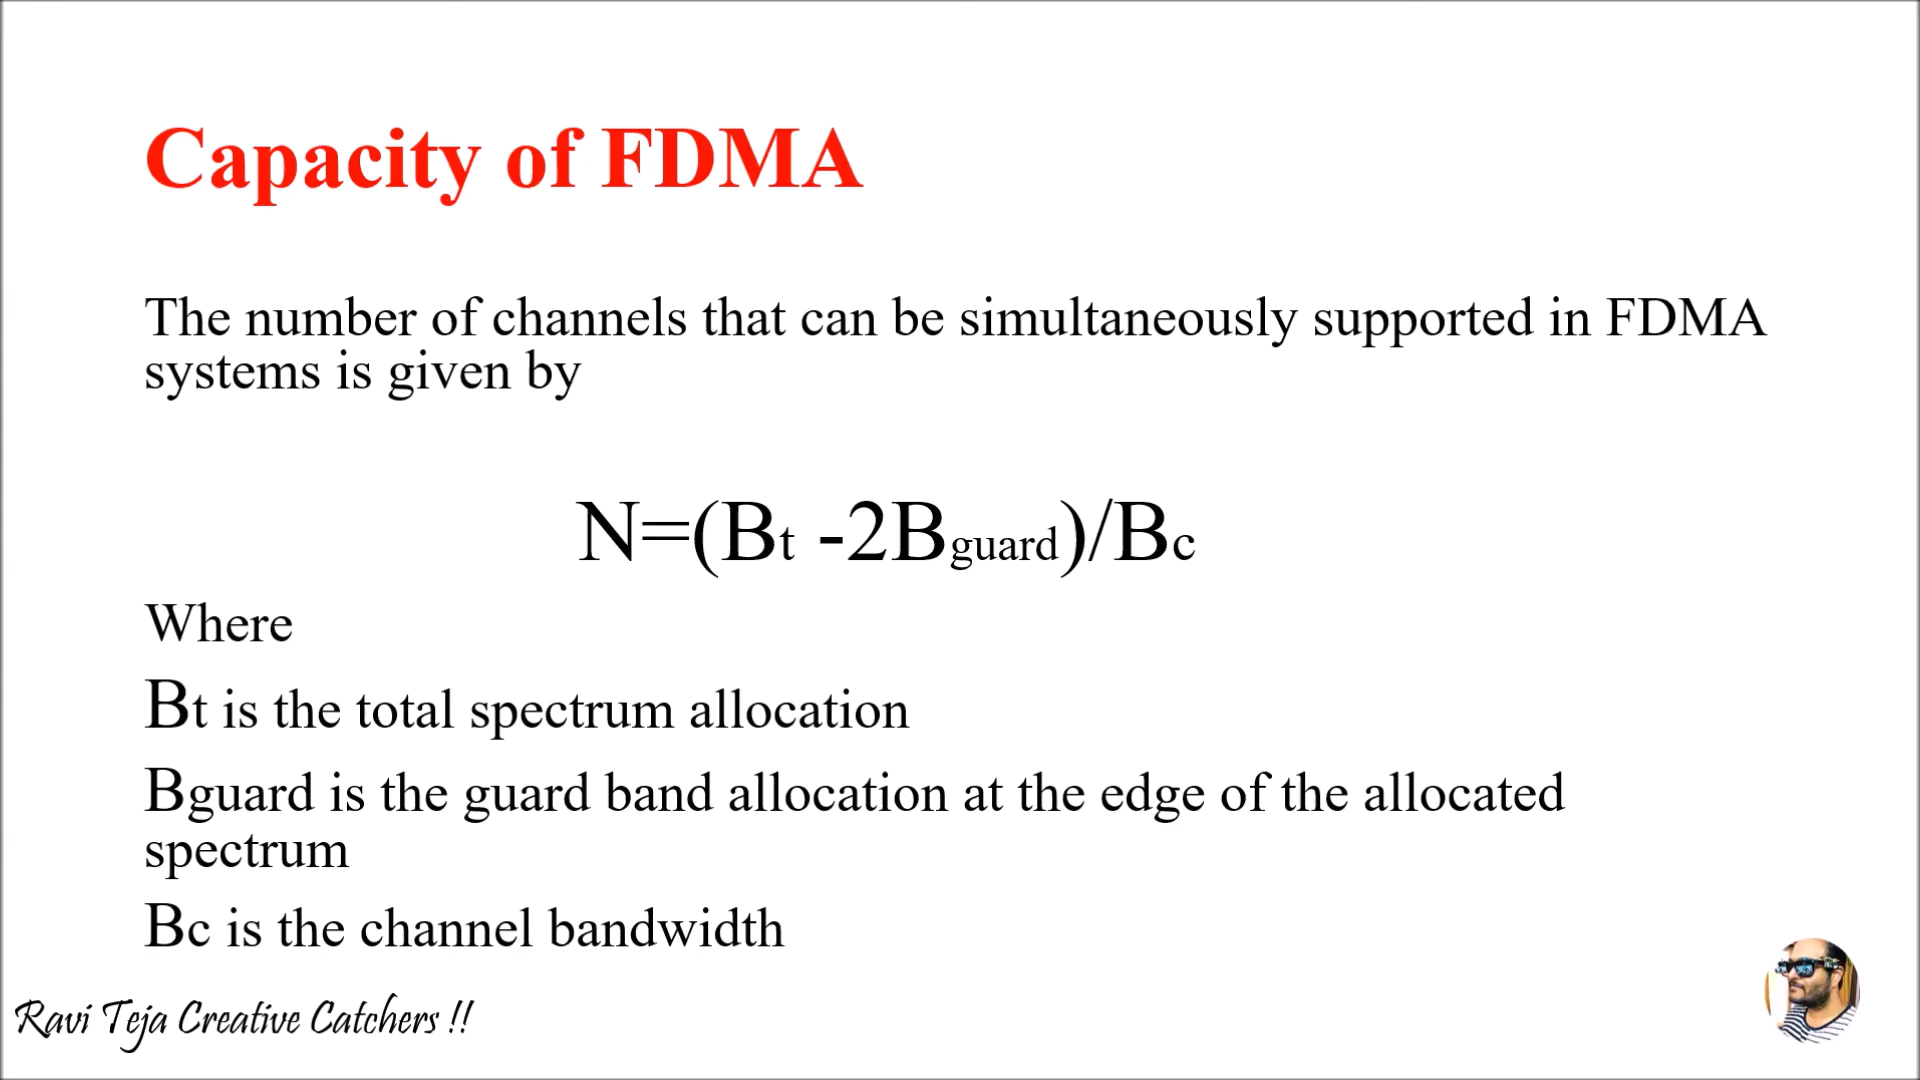 Capacity of FDMA
The number of channels that can be simultaneously supported in FDMA
systems is given by
N=(Bt -2Bguard)/Bc
Where
Bt is the total spectrum allocation
Bguard is the guard band allocation at the edge of the allocated
spectrum
Bc is the channel bandwidth
Ravi Teja Creative Catchers !!